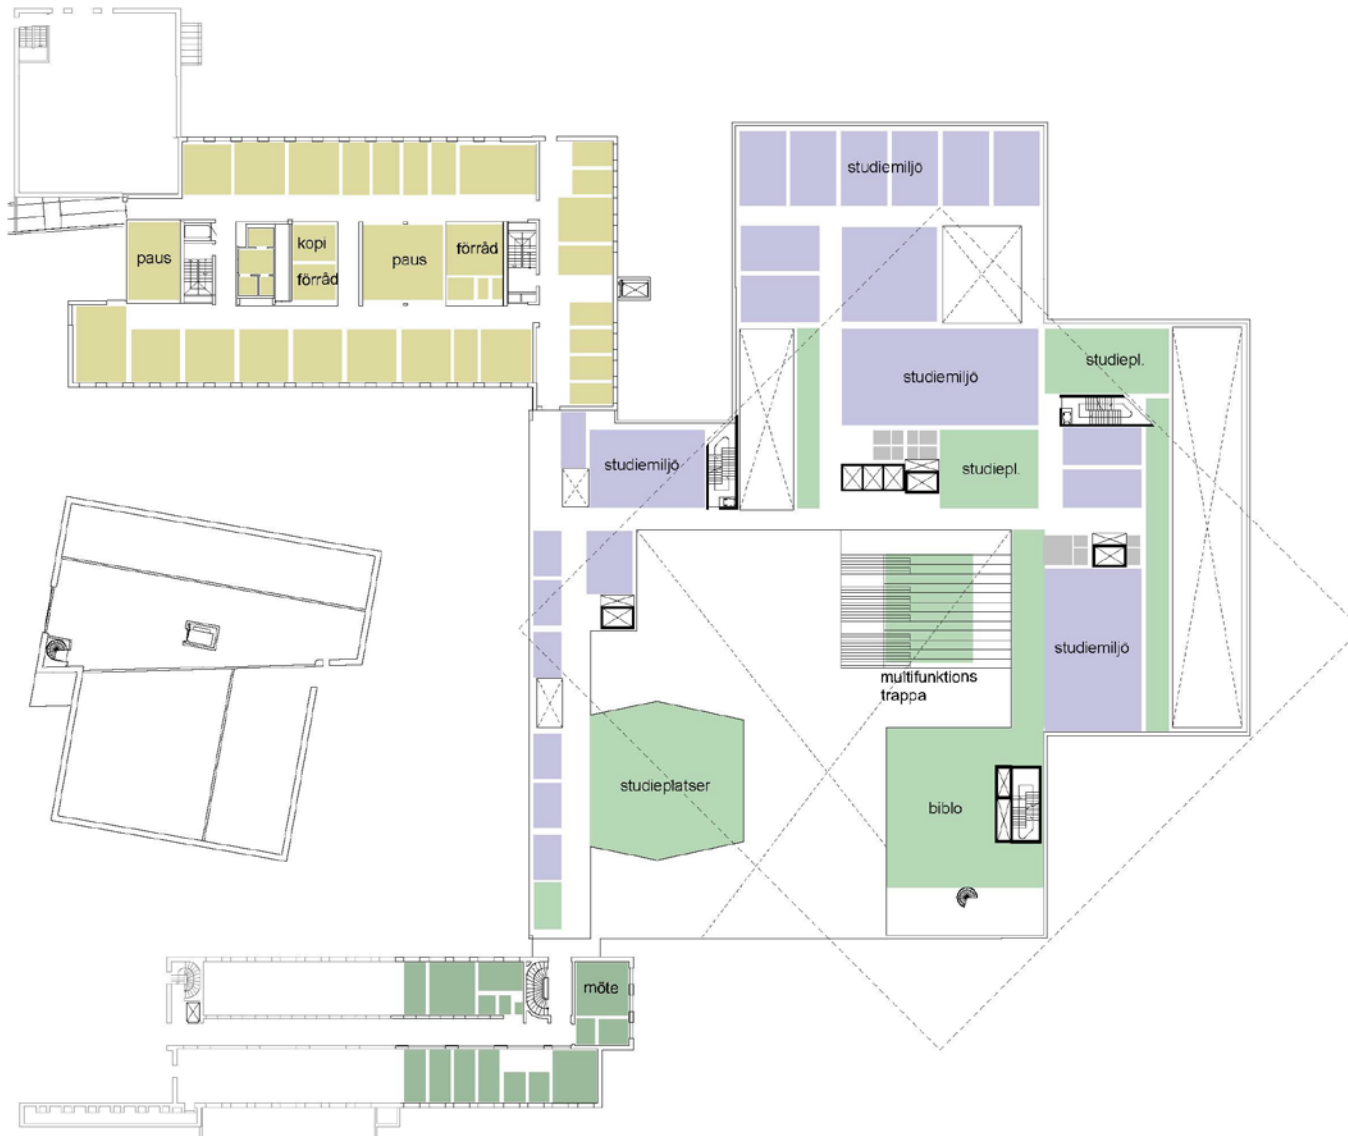 studiemiljö
kopi
förråd
paus
paus
förråd
studiepl.
studiemiljö
studiemiljö
studiepl.
studiemiljö
multifunktions
trappa
studieplatser
biblo
möte